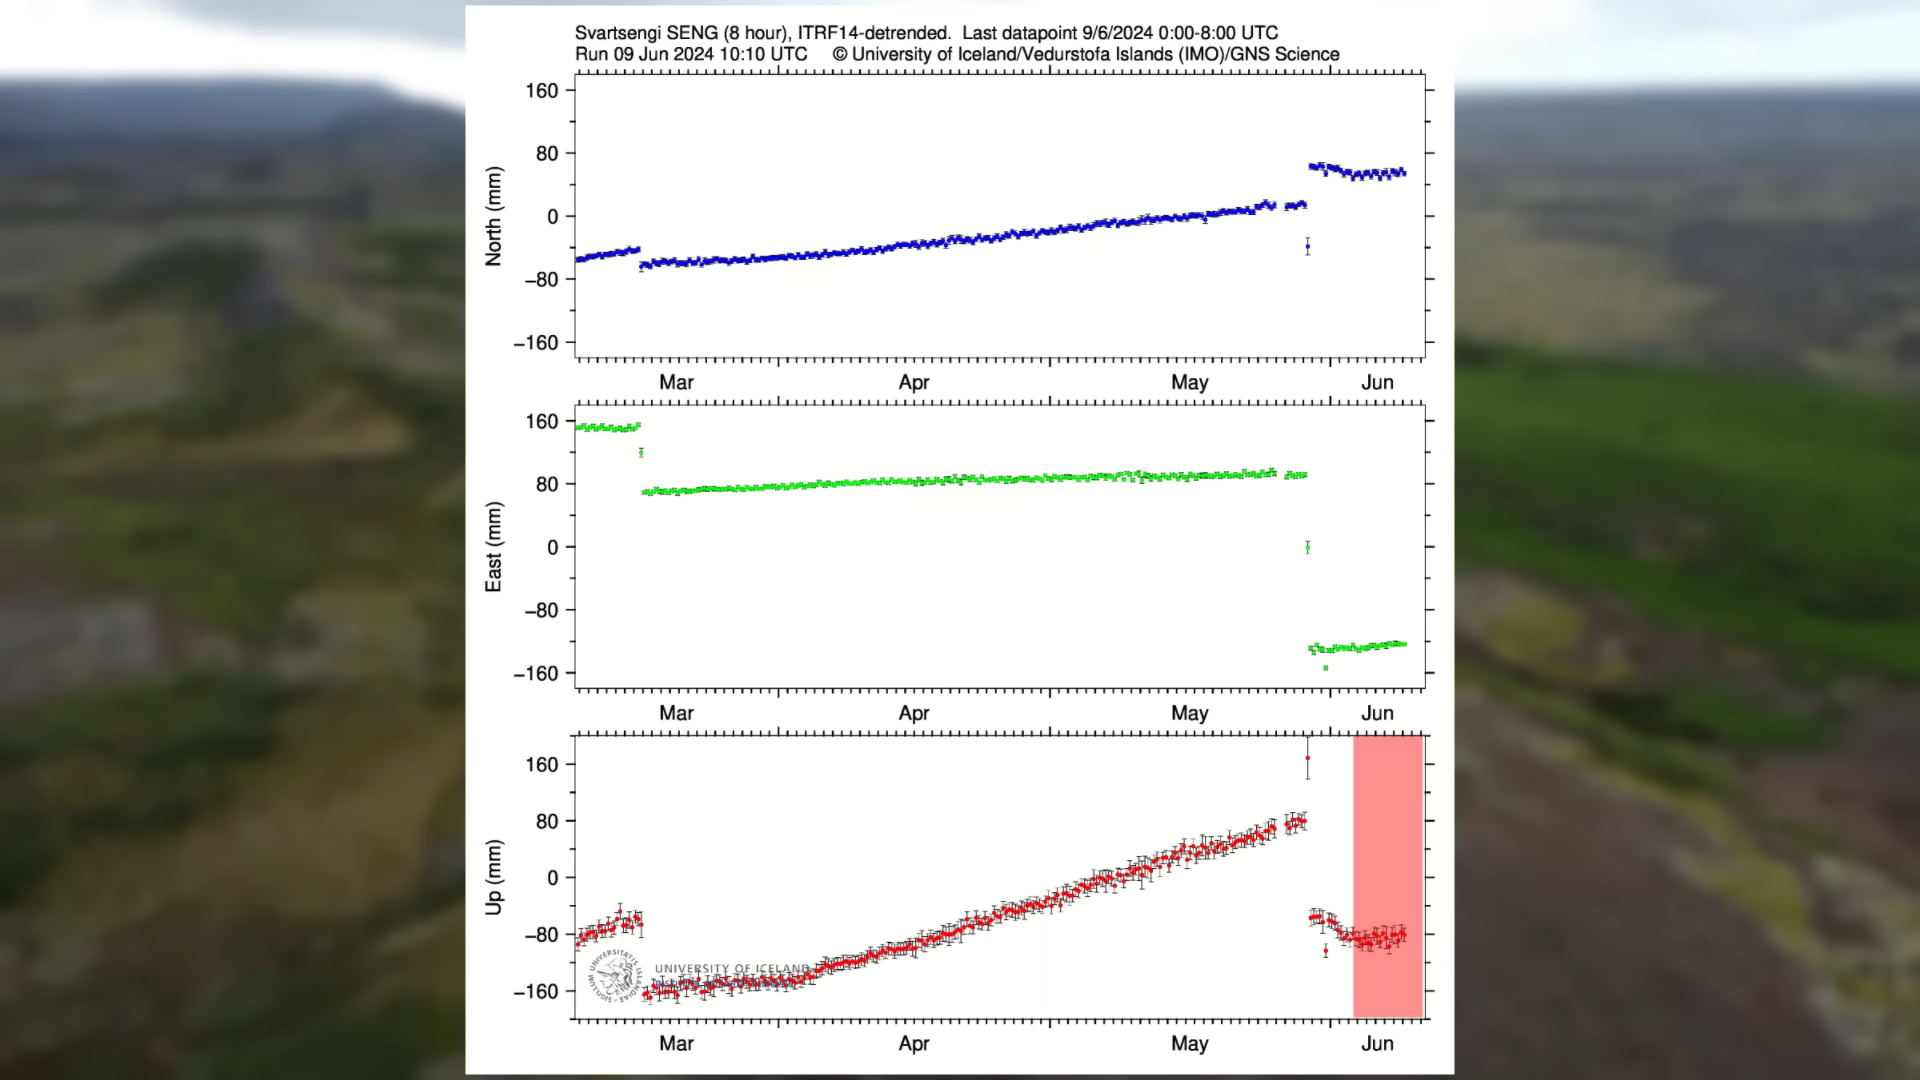 Svartsengi SENG (8 hour), ITRF14-detrended. Last datapoint 9/6/2024 0:00-8:00 UTC
Run 09 Jun 2024 10:10 UTC © University of Iceland/Vedurstofa Islands (IMO)/GNS Science
160
80
0
−80
−160
North (mm)
Mar Apr May Jun
160
80
0
−80
−160
East (mm)
Mar Apr May Jun
160
80
0
−80
−160
Up (mm)
UNIVERSITY OF ICELAND
Mar Apr May Jun